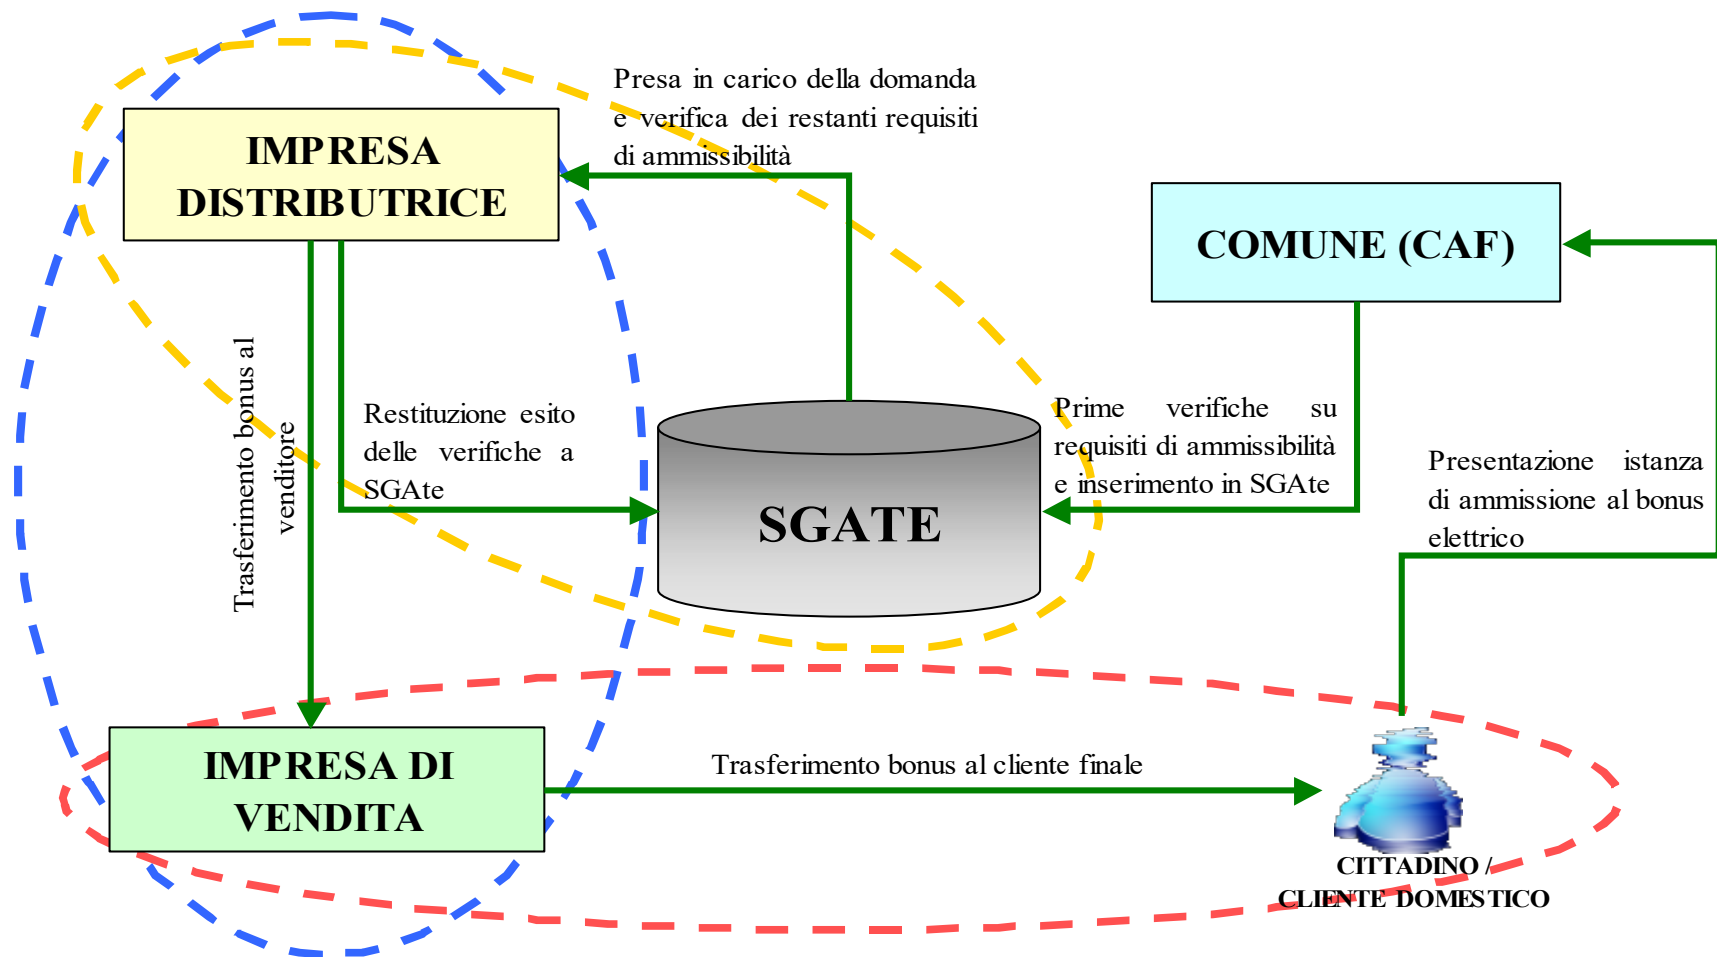 Presa in carico della domanda
e verifica dei restanti requisiti
di ammissibilità
IMPRESA
DISTRIBUTRICE
COMUNE (CAF)
Trasferimento bonus al
venditore
Restituzione esito
delle verifiche a
SGAte
Prime verifiche su
requisiti di ammissibilità
e inserimento in SGAte
Presentazione istanza
di ammissione al bonus
elettrico
SGATE
IMPRESA DI
VENDITA
Trasferimento bonus al cliente finale
CITTADINO /
CLIENTE DOMESTICO